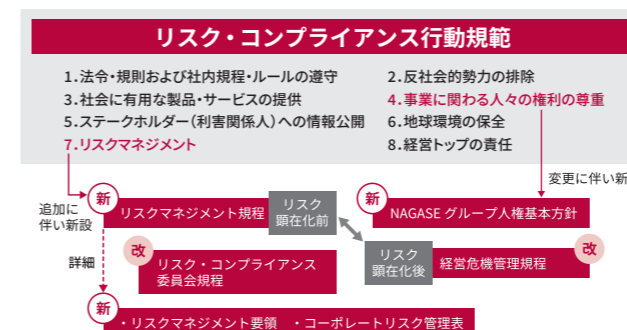 リスク・コンプライアンス行動規範
1.法令・規則および社内規程・ルールの遵守
2.反社会的勢力の排除
3.社会に有用な製品・サービスの提供
4.事業に関わる人々の権利の尊重
5.ステークホルダー（利害関係人）への情報公開
6.地球環境の保全
7.リスクマネジメント
8.経営トップの責任
変更に伴い新
追加に
伴い新設
新
リスクマネジメント規程
リスク
顕在化前
新
NAGASE グループ人権基本方針
詳細
改
リスク・コンプライアンス
委員会規程
リスク
顕在化後
経営危機管理規程
改
新
・リスクマネジメント要領 ・コーポレートリスク管理表